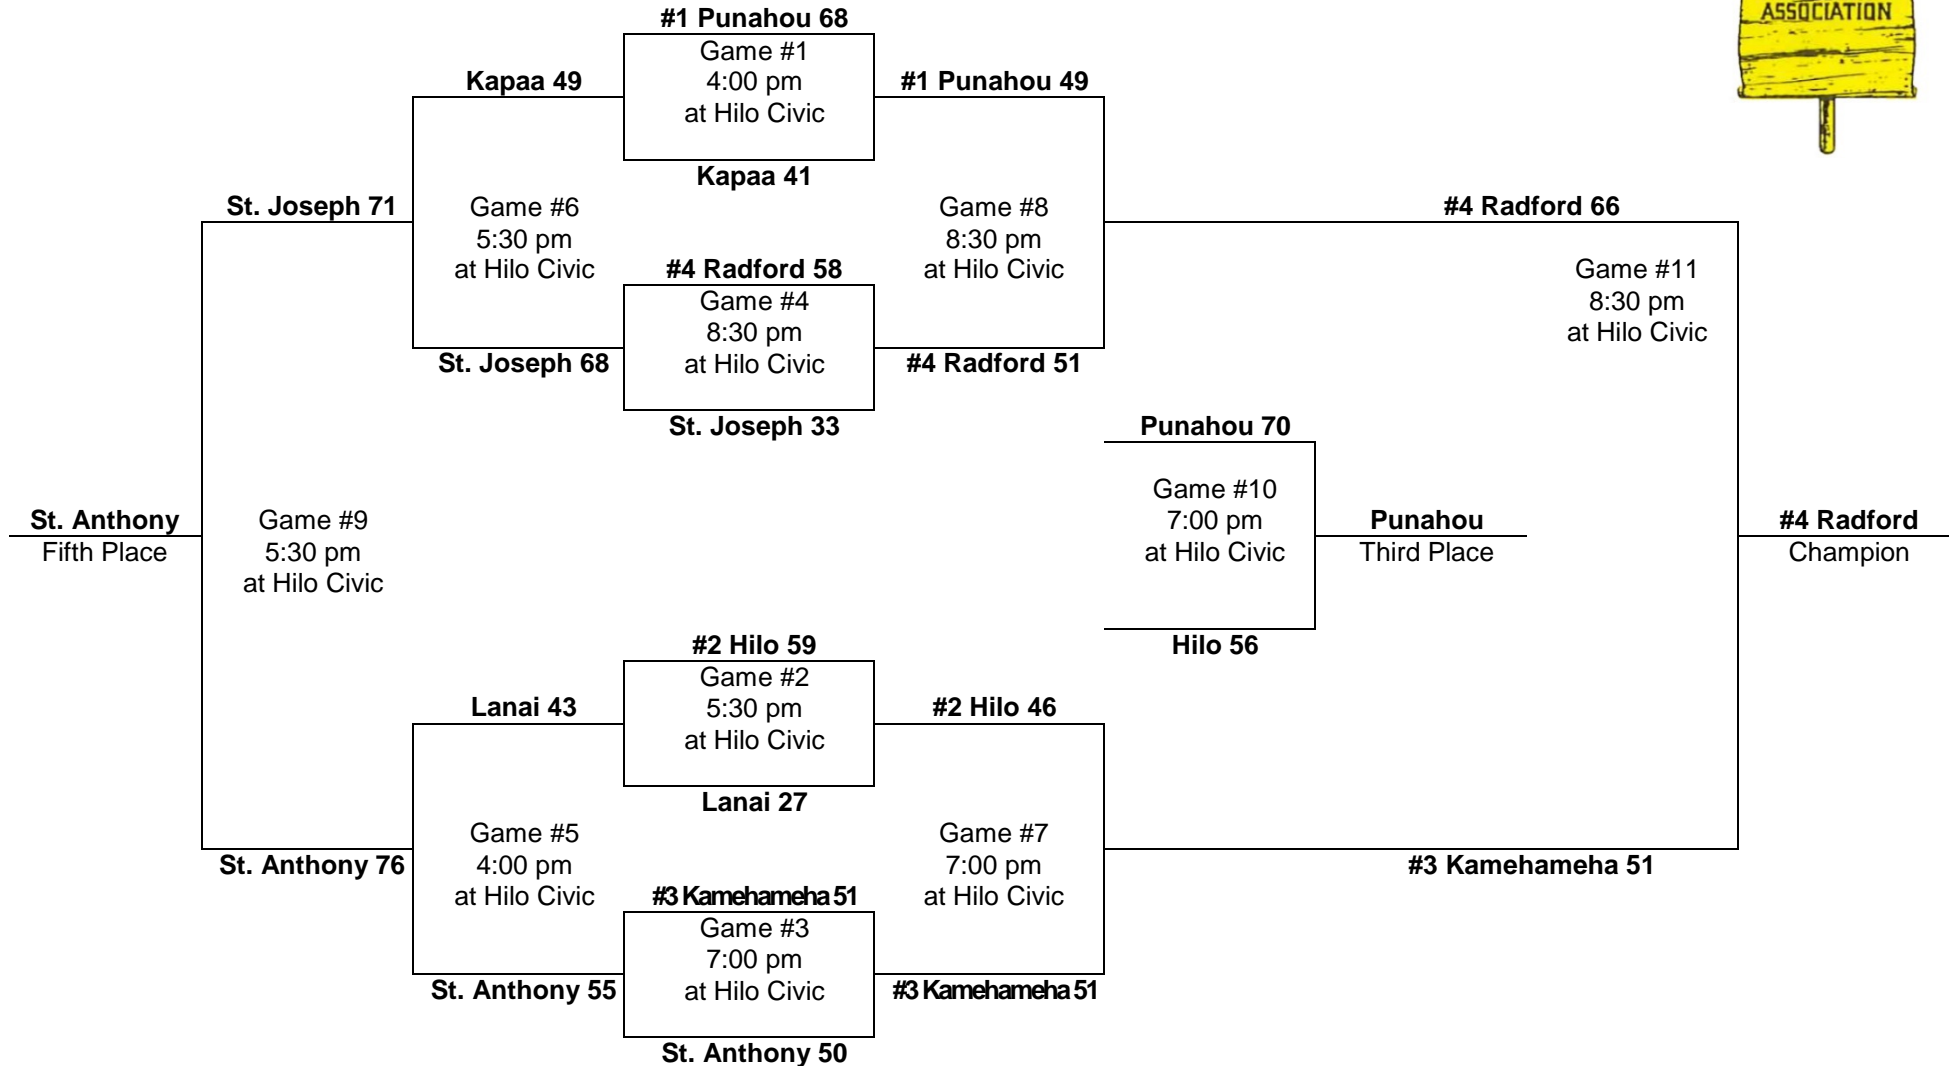 ASSOCIATION
#1 Punahou 68
Game #1
4:00 pm
at Hilo Civic
Kapaa 41
Kapaa 49
#1 Punahou 49
St. Joseph 71
Game #6
5:30 pm
at Hilo Civic
Game #8
8:30 pm
at Hilo Civic
#4 Radford 66
#4 Radford 58
Game #4
8:30 pm
at Hilo Civic
St. Joseph 33
St. Joseph 68
#4 Radford 51
Game #11
8:30 pm
at Hilo Civic
Punahou 70
Game #10
7:00 pm
at Hilo Civic
Hilo 56
Punahou
Third Place
#4 Radford
Champion
St. Anthony
Fifth Place
Game #9
5:30 pm
at Hilo Civic
#2 Hilo 59
Game #2
5:30 pm
at Hilo Civic
Lanai 27
Lanai 43
#2 Hilo 46
St. Anthony 76
Game #5
4:00 pm
at Hilo Civic
Game #7
7:00 pm
at Hilo Civic
#3 Kamehameha 51
#3 Kamehameha 51
Game #3
7:00 pm
at Hilo Civic
St. Anthony 50
St. Anthony 55
#3 Kamehameha 51